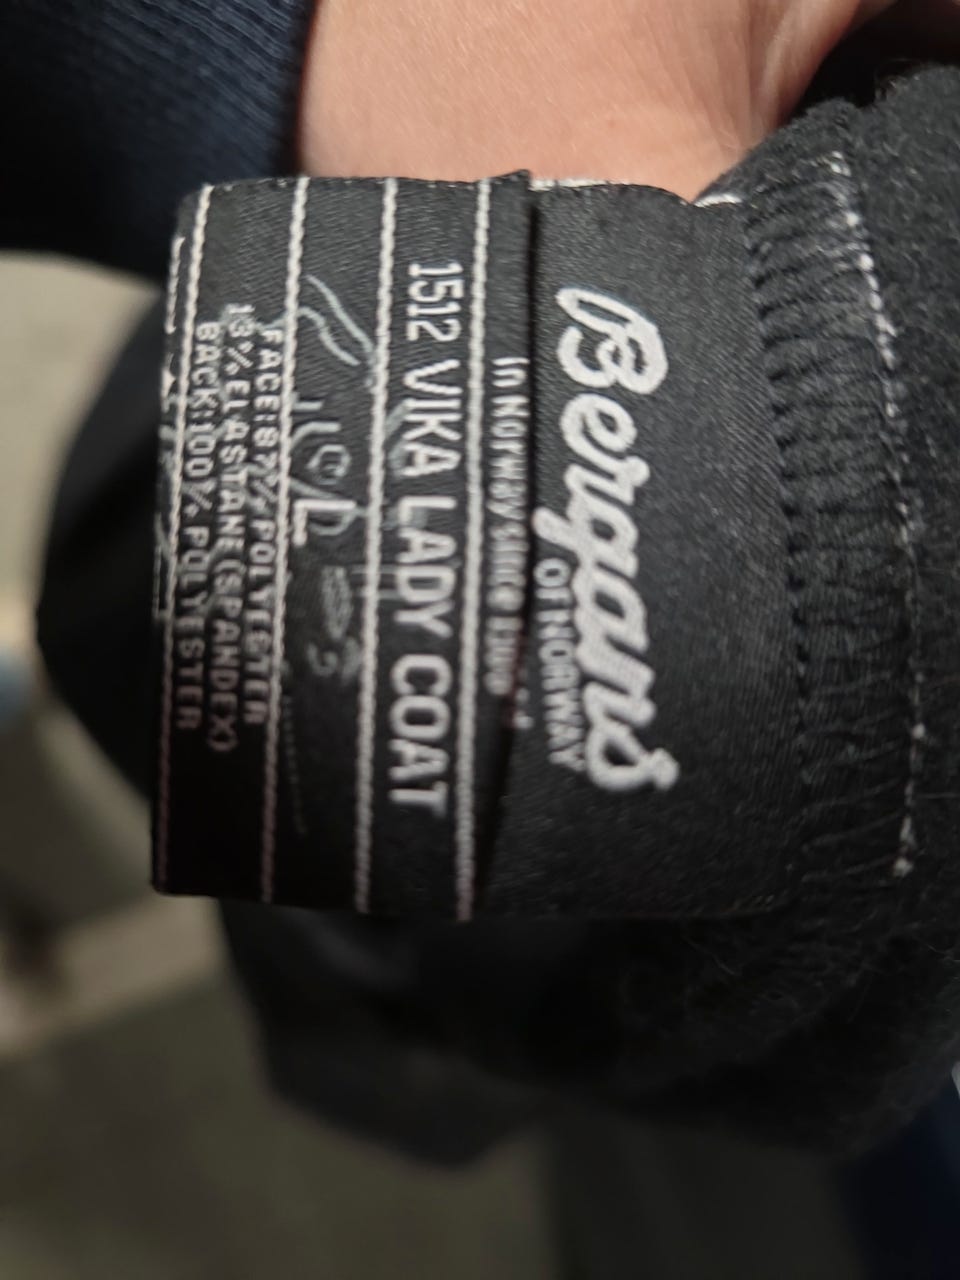 Bergans
OF NORWAY
in Norway since 1908
1512 VIKA LADY COAT
L
FACE:87% POLYESTER
13% ELASTANE(SPANDEX)
BACK:100% POLYESTER